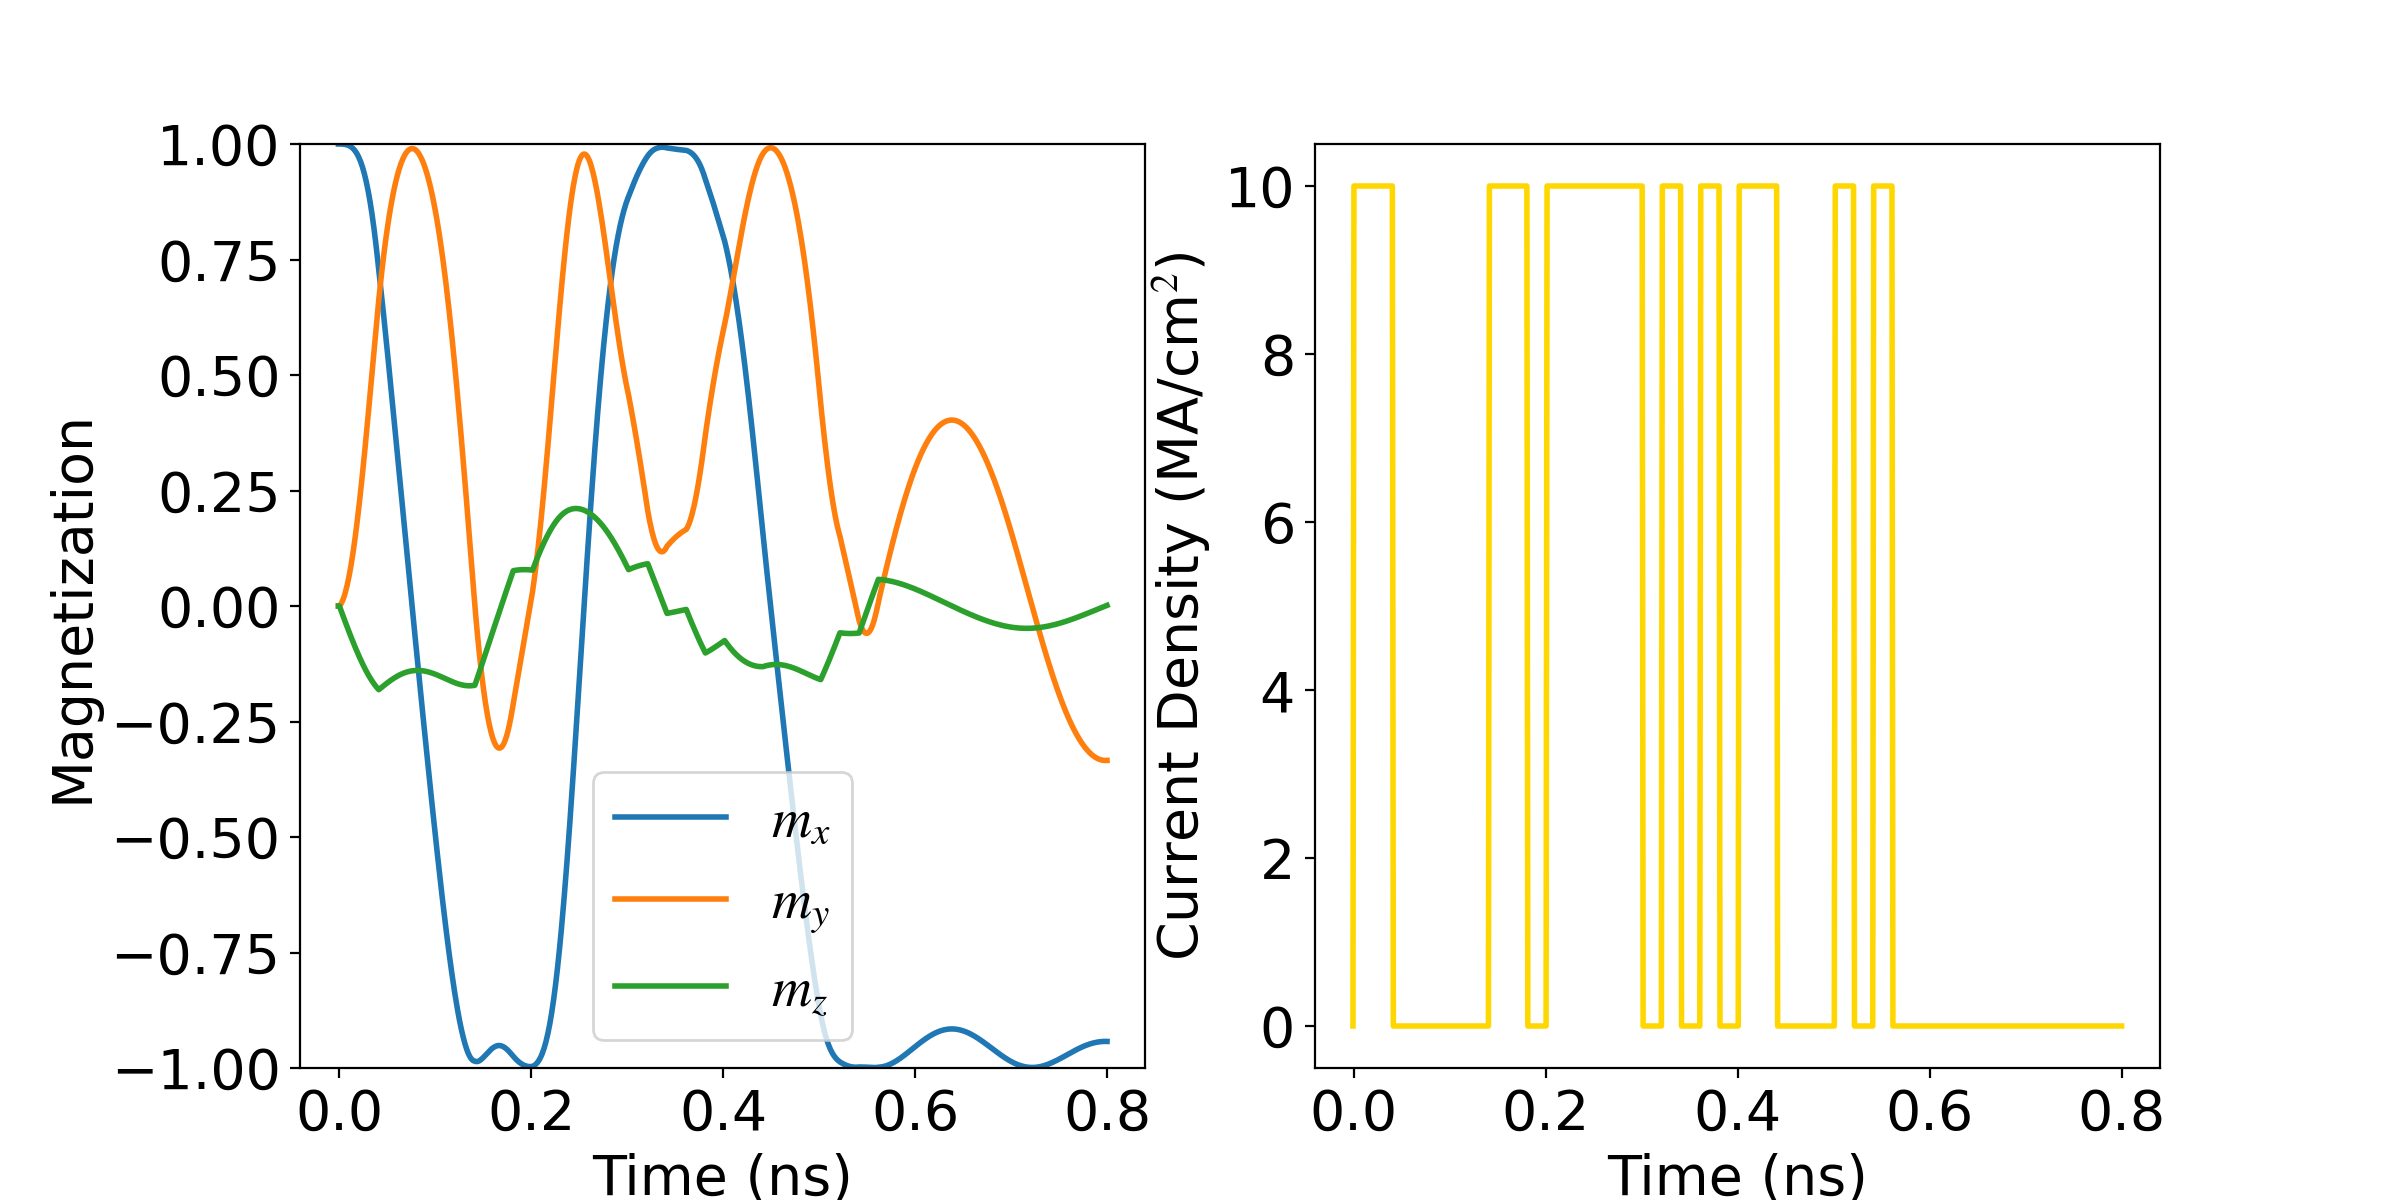 1.00
0.75
0.50
0.25
0.00
−0.25
−0.50
−0.75
−1.00
Magnetization
0.0 0.2 0.4 0.6 0.8
Time (ns)
m_x
m_y
m_z
Current Density (MA/cm²)
10
8
6
4
2
0
0.0 0.2 0.4 0.6 0.8
Time (ns)